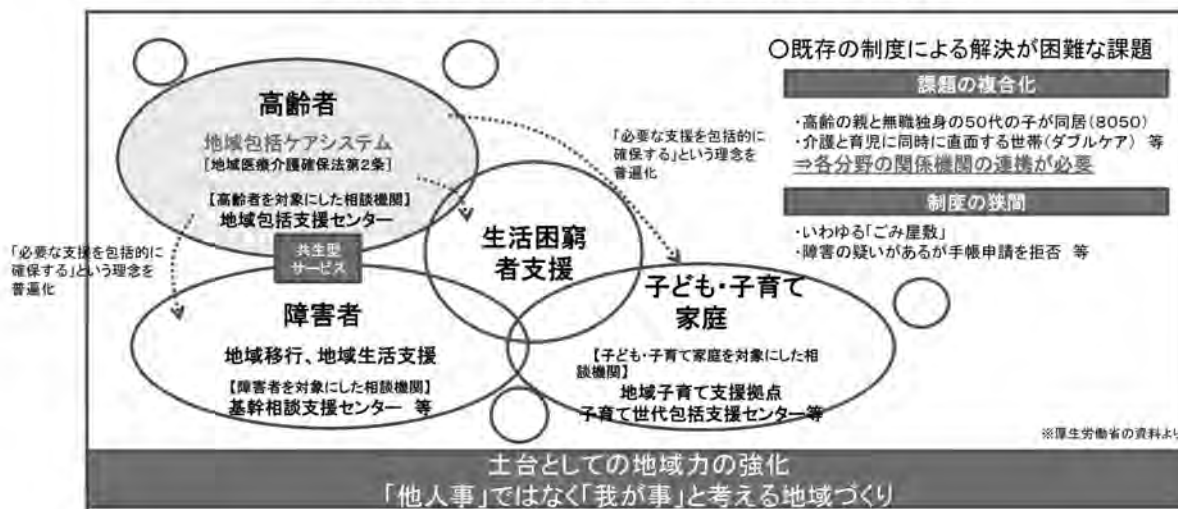 高齢者
地域包括ケアシステム
[地域医療介護確保法第2条]
【高齢者を対象にした相談機関】
地域包括支援センター
共生型
サービス
「必要な支援を包括的に
確保する」という理念を
普遍化
障害者
地域移行、地域生活支援
【障害者を対象にした相談機関】
基幹相談支援センター 等
生活困窮
者支援
「必要な支援を包括的に
確保する」という理念を
普遍化
子ども・子育て
家庭
【子ども・子育て家庭を対象にした相
談機関】
地域子育て支援拠点
子育て世代包括支援センター等
○既存の制度による解決が困難な課題
課題の複合化
・高齢の親と無職独身の50代の子が同居(8050)
・介護と育児に同時に直面する世帯(ダブルケア) 等
⇒各分野の関係機関の連携が必要
制度の狭間
・いわゆる「ごみ屋敷」
・障害の疑いがあるが手帳申請を拒否 等
※厚生労働省の資料より
土台としての地域力の強化
「他人事」ではなく「我が事」と考える地域づくり